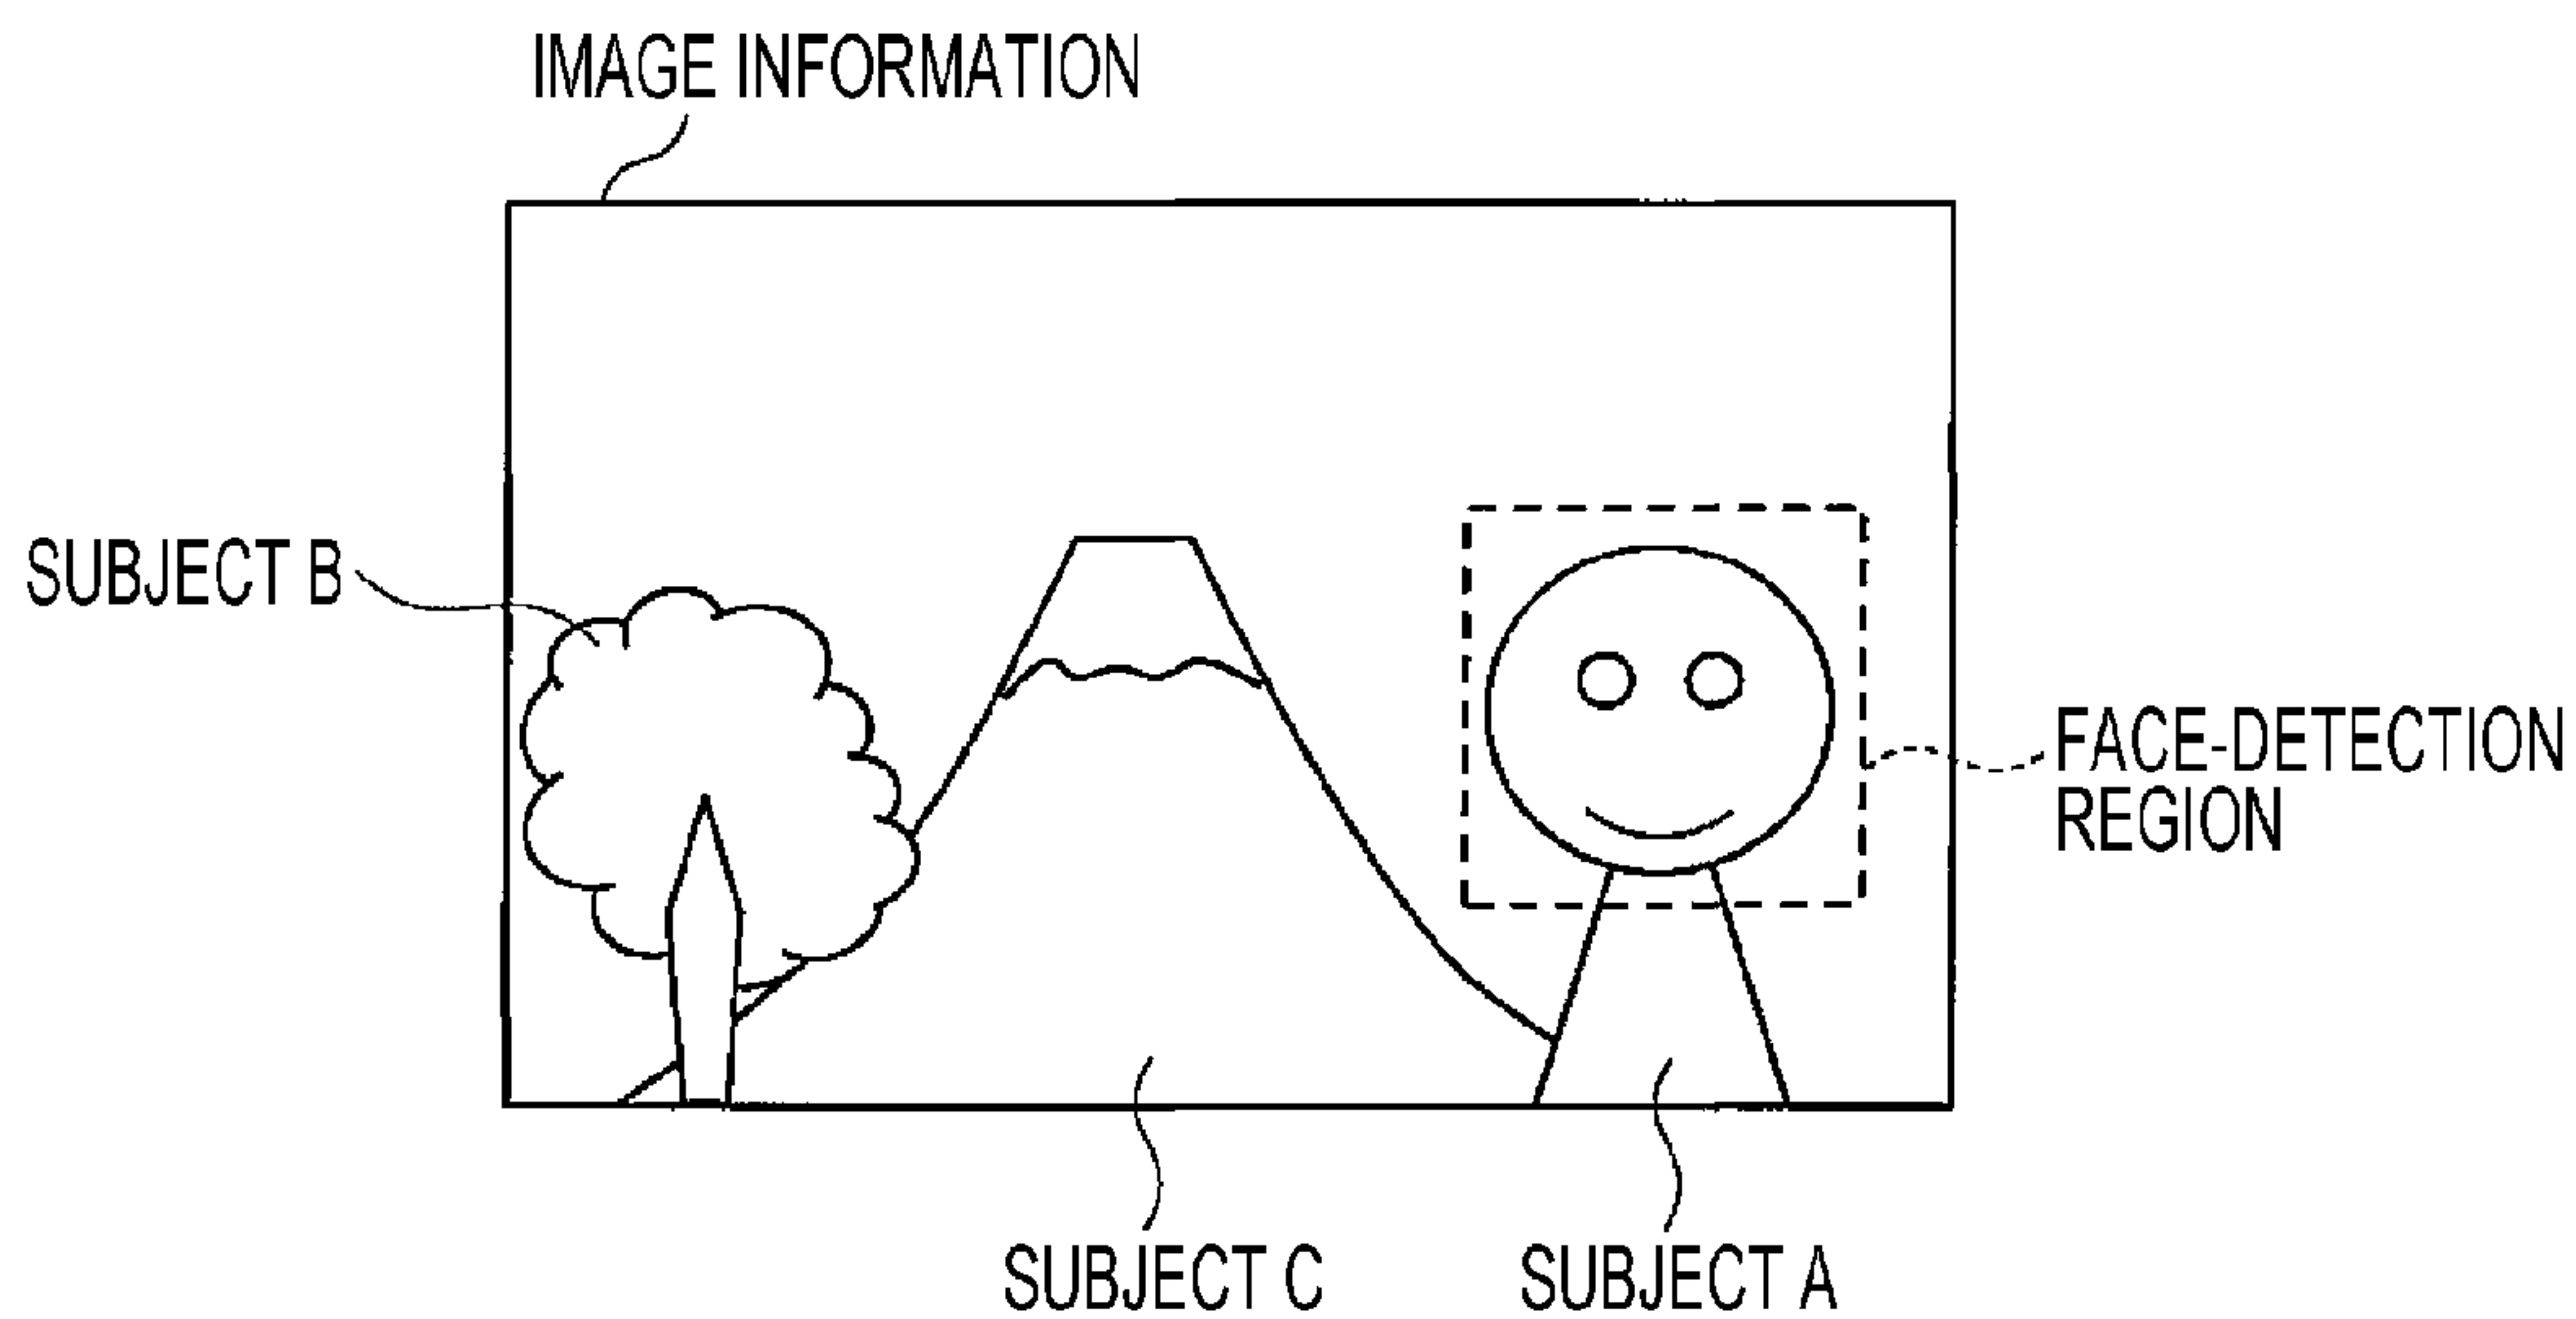 IMAGE INFORMATION
SUBJECT B
FACE-DETECTION
REGION
SUBJECT C
SUBJECT A